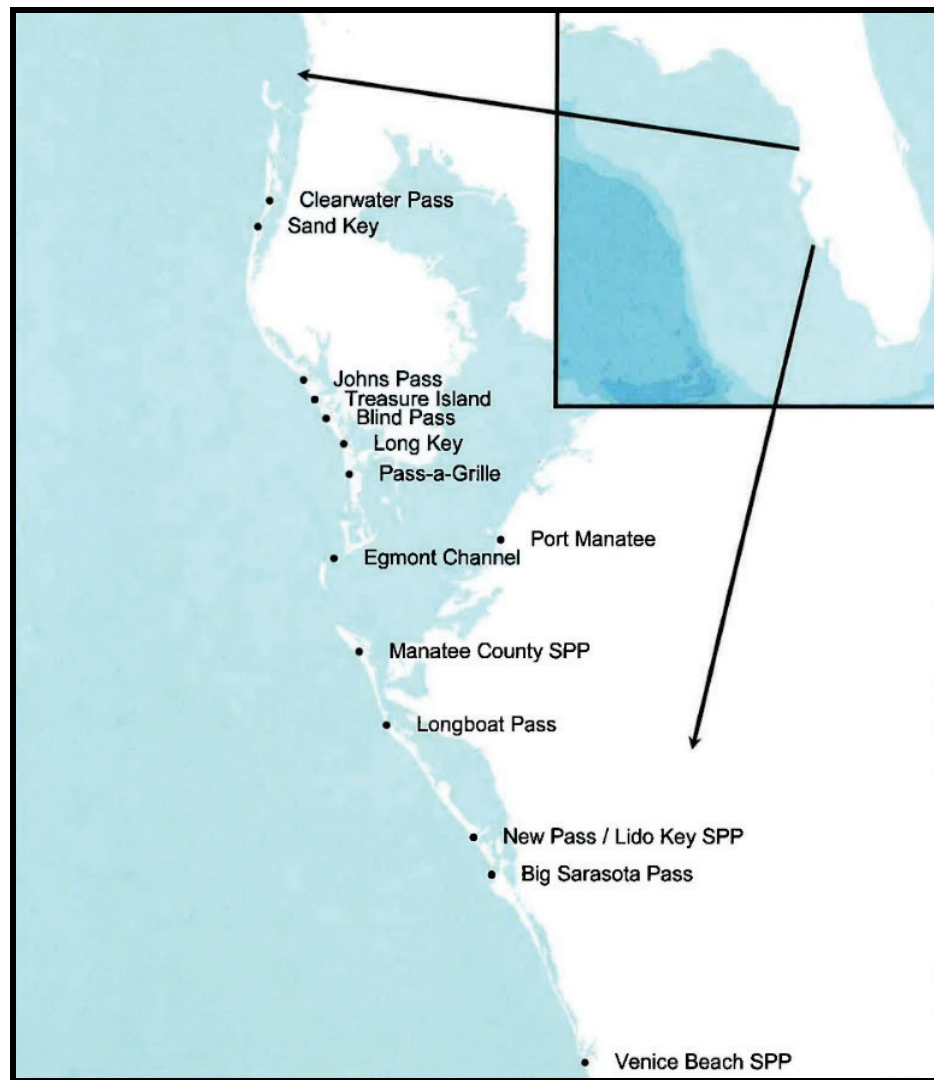 Clearwater Pass
Sand Key
Johns Pass
Treasure Island
Blind Pass
Long Key
Pass-a-Grille
Port Manatee
Egmont Channel
Manatee County SPP
Longboat Pass
New Pass / Lido Key SPP
Big Sarasota Pass
Venice Beach SPP